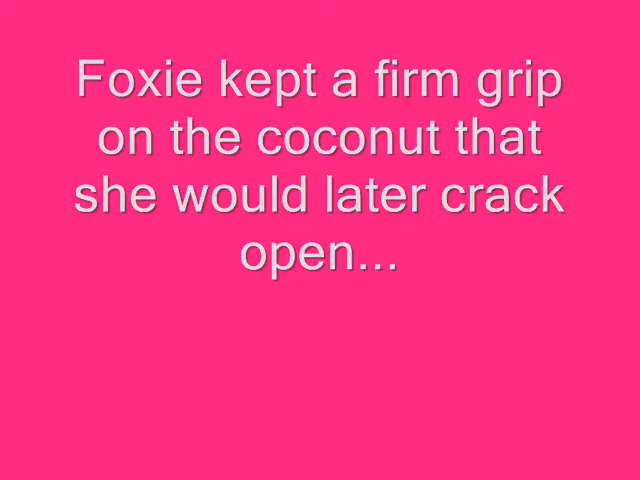 Foxie kept a firm grip
on the coconut that
she would later crack
open...